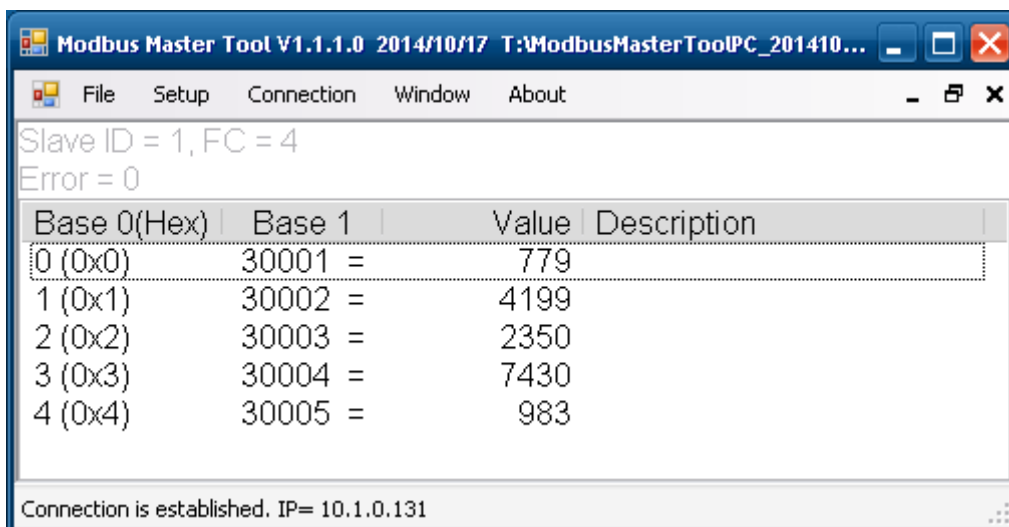 Modbus Master Tool V1.1.1.0 2014/10/17 T:\ModbusMasterTool\PC_201410...
File Setup Connection Window About
Slave ID = 1, FC = 4
Error = 0
Base 0(Hex) Base 1 Value Description
0 (0x0) 30001 = 779
1 (0x1) 30002 = 4199
2 (0x2) 30003 = 2350
3 (0x3) 30004 = 7430
4 (0x4) 30005 = 983
Connection is established. IP= 10.1.0.131